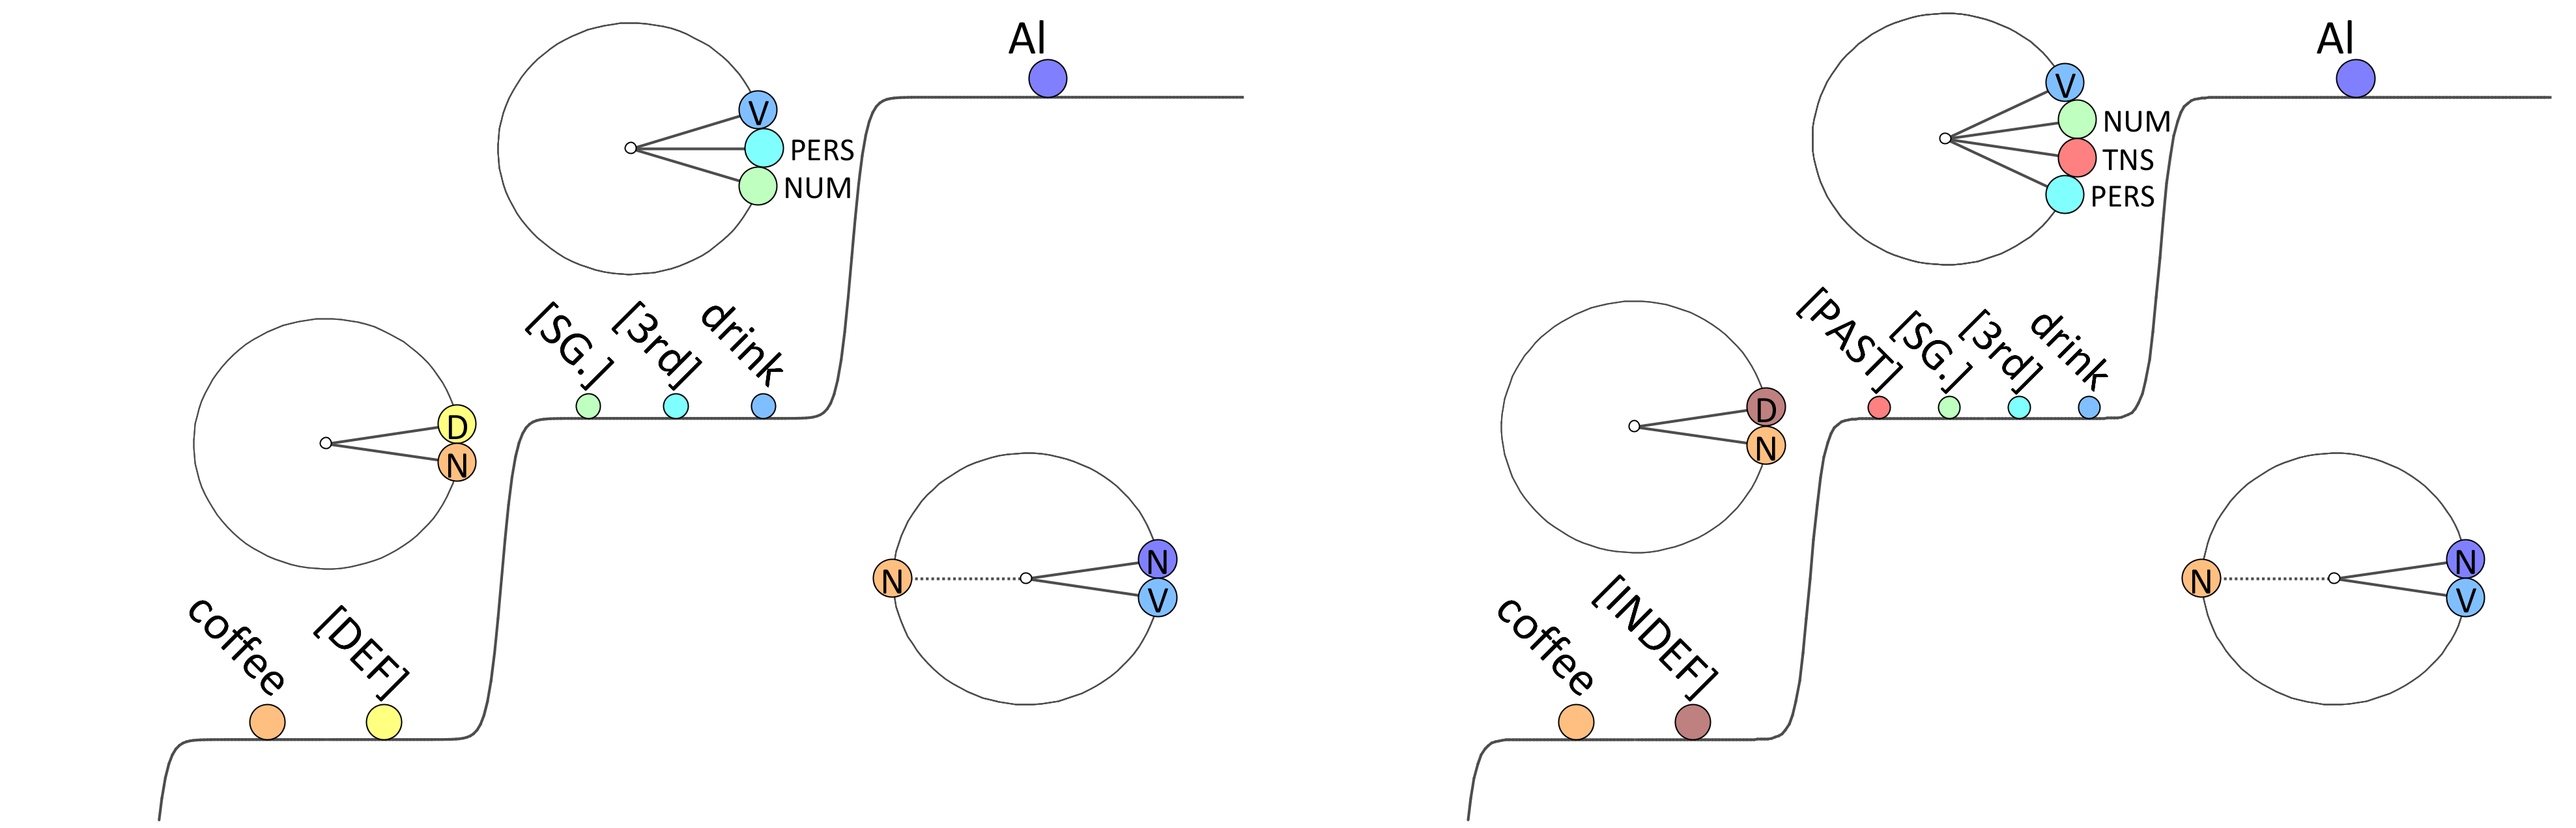 Al
V
PERS
NUM
[SG.]
[3rd]
drink
D
N
coffee
[DEF]
N
N
V
Al
V
NUM
TNS
PERS
[PAST]
[SG.]
[3rd]
drink
D
N
coffee
[INDEF]
N
N
V